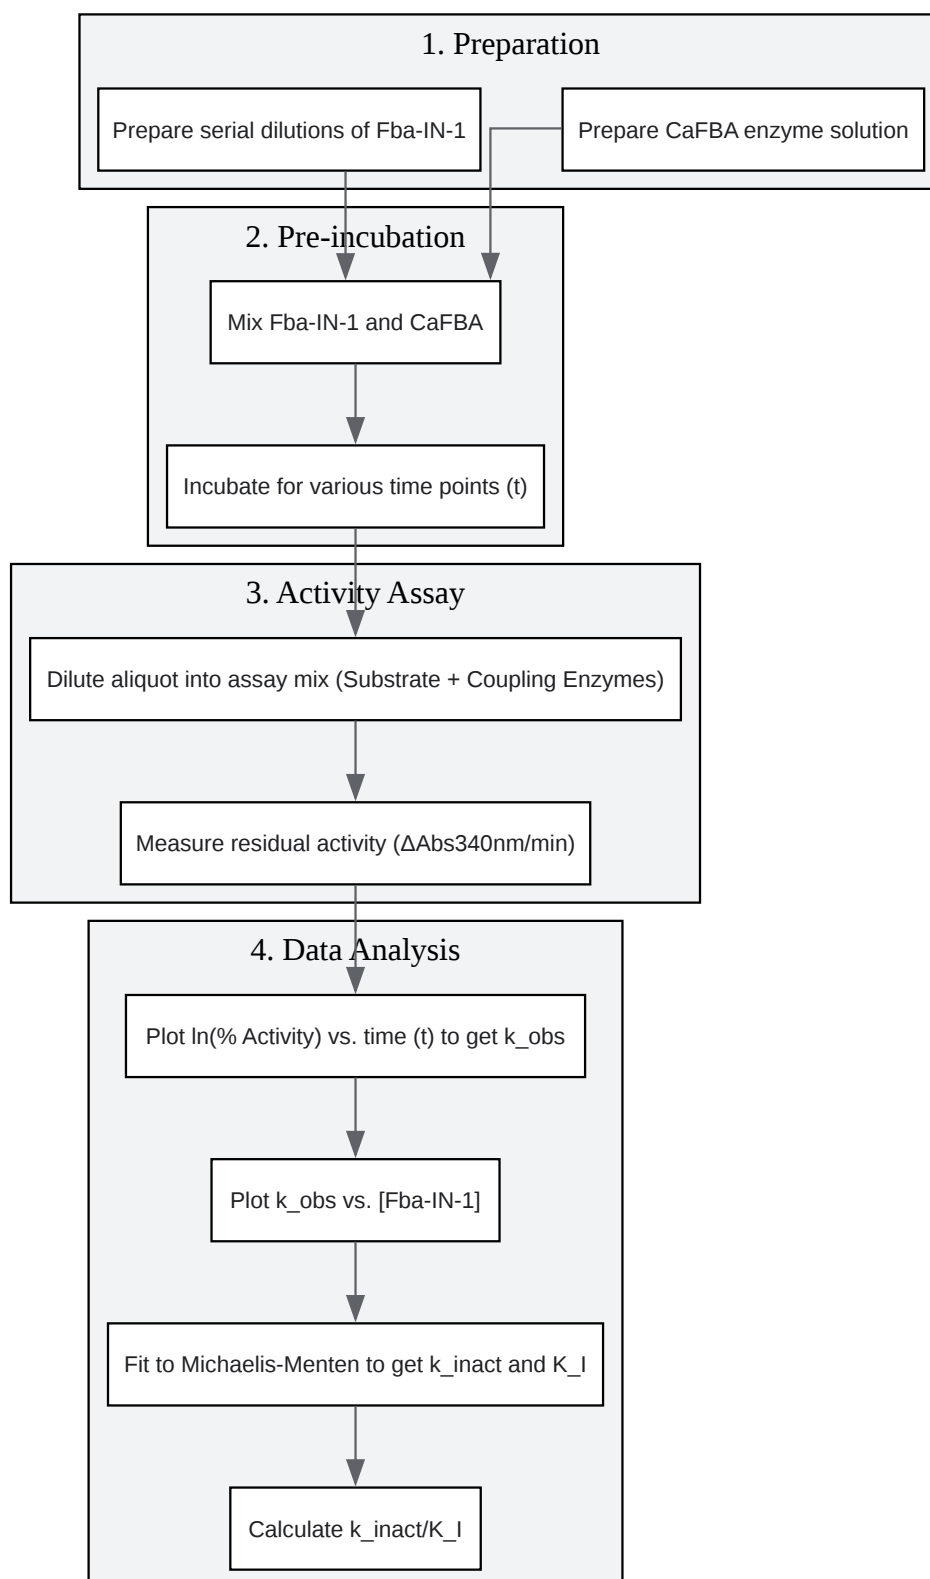 1. Preparation
Prepare serial dilutions of Fba-IN-1
Prepare CaFBA enzyme solution
2. Pre-incubation
Mix Fba-IN-1 and CaFBA
Incubate for various time points (t)
3. Activity Assay
Dilute aliquot into assay mix (Substrate + Coupling Enzymes)
Measure residual activity (ΔAbs340nm/min)
4. Data Analysis
Plot ln(% Activity) vs. time (t) to get k_obs
Plot k_obs vs. [Fba-IN-1]
Fit to Michaelis-Menten to get k_inact and K_I
Calculate k_inact/K_I